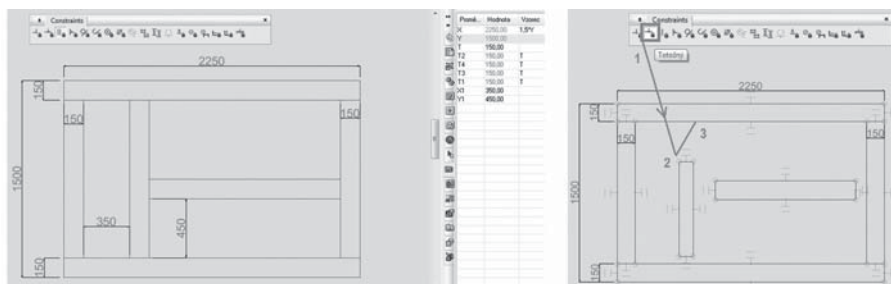 Constraints
2250
150
150
150
1500
350
450
150
Pomě... Hodnota Vzorec
X 2250,00 1,5*Y
Y 1500,00
T 150,00
T2 150,00 T
T4 150,00 T
T3 150,00 T
T1 150,00 T
X1 350,00
Y1 450,00
Constraints
Totožný
1
2250
150
150
150
3
2
1500
150